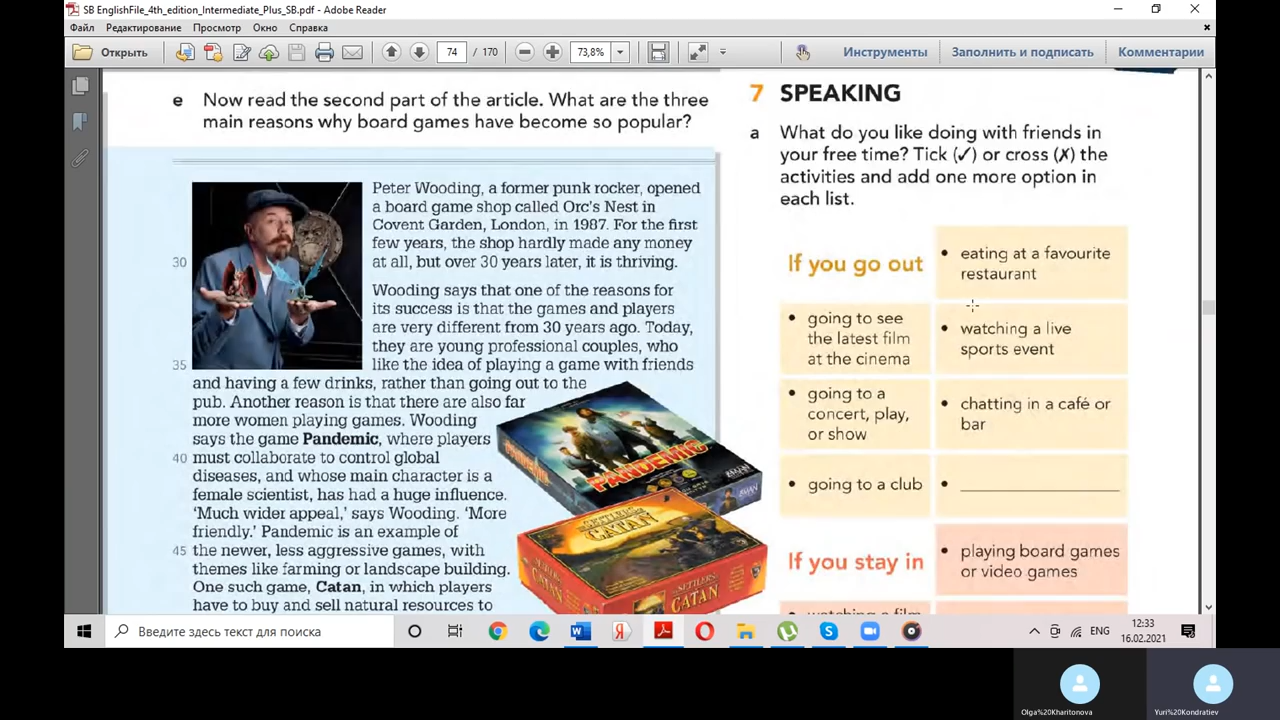 SB EnglishFile_4th_edition_Intermediate_Plus_SB.pdf - Adobe Reader
Файл Редактирование Просмотр Окно Справка
Открыть 74 / 170 73,8% Инструменты Заполнить и подписать Комментарии
e Now read the second part of the article. What are the three
main reasons why board games have become so popular?
Peter Wooding, a former punk rocker, opened
a board game shop called Orc's Nest in
Covent Garden, London, in 1987. For the first
few years, the shop hardly made any money
30 at all, but over 30 years later, it is thriving.
Wooding says that one of the reasons for
its success is that the games and players
are very different from 30 years ago. Today,
they are young professional couples, who
35 like the idea of playing a game with friends
and having a few drinks, rather than going out to the
pub. Another reason is that there are also far
more women playing games. Wooding
says the game Pandemic, where players
40 must collaborate to control global
diseases, and whose main character is a
female scientist, has had a huge influence.
'Much wider appeal,' says Wooding. 'More
friendly.' Pandemic is an example of
45 the newer, less aggressive games, with
themes like farming or landscape building.
One such game, Catan, in which players
have to buy and sell natural resources to
PANDEMIC
SETTLERS
CATAN
SETTLERS
CATAN
7 SPEAKING
a What do you like doing with friends in
your free time? Tick (✓) or cross (✗) the
activities and add one more option in
each list.
If you go out
• eating at a favourite
restaurant
• going to see
the latest film
at the cinema
• watching a live
sports event
• going to a
concert, play,
or show
• chatting in a café or
bar
• going to a club
• ____________________
If you stay in
• playing board games
or video games
watching a film
Введите здесь текст для поиска
ENG
12:33
16.02.2021
Olga%20Kharitonova
Yuri%20Kondratiev